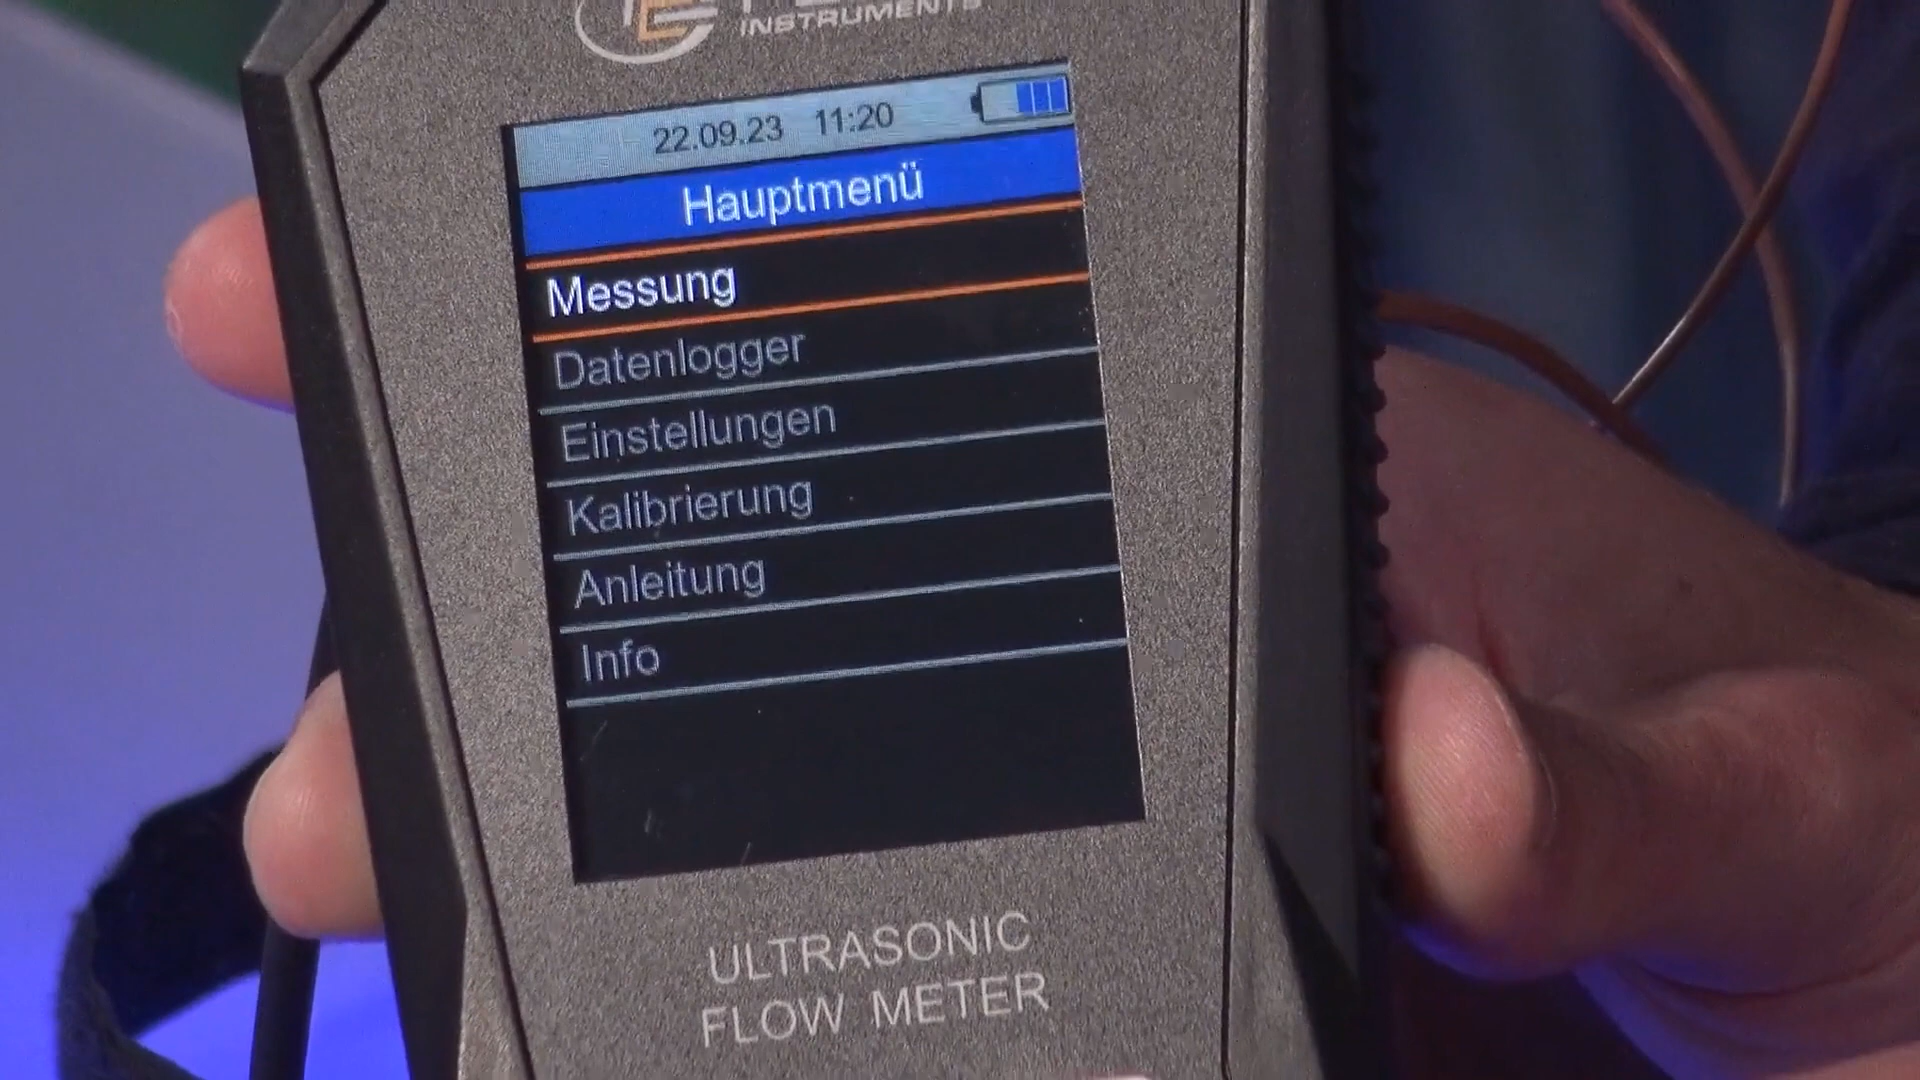 INSTRUMENTS
22.09.23 11:20
Hauptmenü
Messung
Datenlogger
Einstellungen
Kalibrierung
Anleitung
Info
ULTRASONIC
FLOW METER